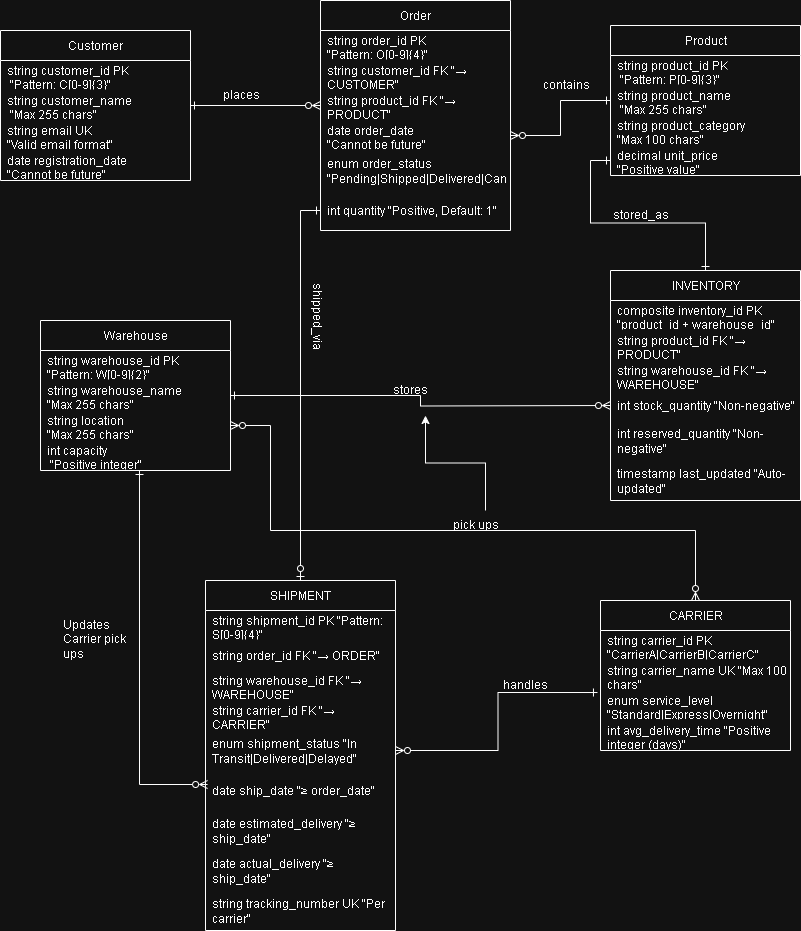 Customer
string customer_id PK
"Pattern: C[0-9]{3}"
string customer_name
"Max 255 chars"
string email UK
"Valid email format"
date registration_date
"Cannot be future"
places
Order
string order_id PK
"Pattern: O[0-9]{4}"
string customer_id FK "→
CUSTOMER"
string product_id FK "→
PRODUCT"
date order_date
"Cannot be future"
enum order_status
"Pending|Shipped|Delivered|Can
int quantity "Positive, Default: 1"
contains
Product
string product_id PK
"Pattern: P[0-9]{3}"
string product_name
"Max 255 chars"
string product_category
"Max 100 chars"
decimal unit_price
"Positive value"
stored_as
shipped_via
INVENTORY
composite inventory_id PK
"product_id + warehouse_id"
string product_id FK "→
PRODUCT"
string warehouse_id FK "→
WAREHOUSE"
int stock_quantity "Non-negative"
int reserved_quantity "Non-
negative"
timestamp last_updated "Auto-
updated"
Warehouse
string warehouse_id PK
"Pattern: W[0-9]{2}"
string warehouse_name
"Max 255 chars"
string location
"Max 255 chars"
int capacity
"Positive integer"
stores
pick ups
Updates
Carrier pick
ups
SHIPMENT
string shipment_id PK "Pattern:
S[0-9]{4}"
string order_id FK "→ ORDER"
string warehouse_id FK "→
WAREHOUSE"
string carrier_id FK "→
CARRIER"
enum shipment_status "In
Transit|Delivered|Delayed
date ship_date "≥ order_date"
date estimated_delivery "≥
ship_date"
date actual_delivery "≥
ship_date"
string tracking_number UK "Per
carrier"
handles
CARRIER
string carrier_id PK
"CarrierA|CarrierB|CarrierC"
string carrier_name UK "Max 100
chars"
enum service_level
"Standard|Express|Overnight"
int avg_delivery_time "Positive
integer (days)"